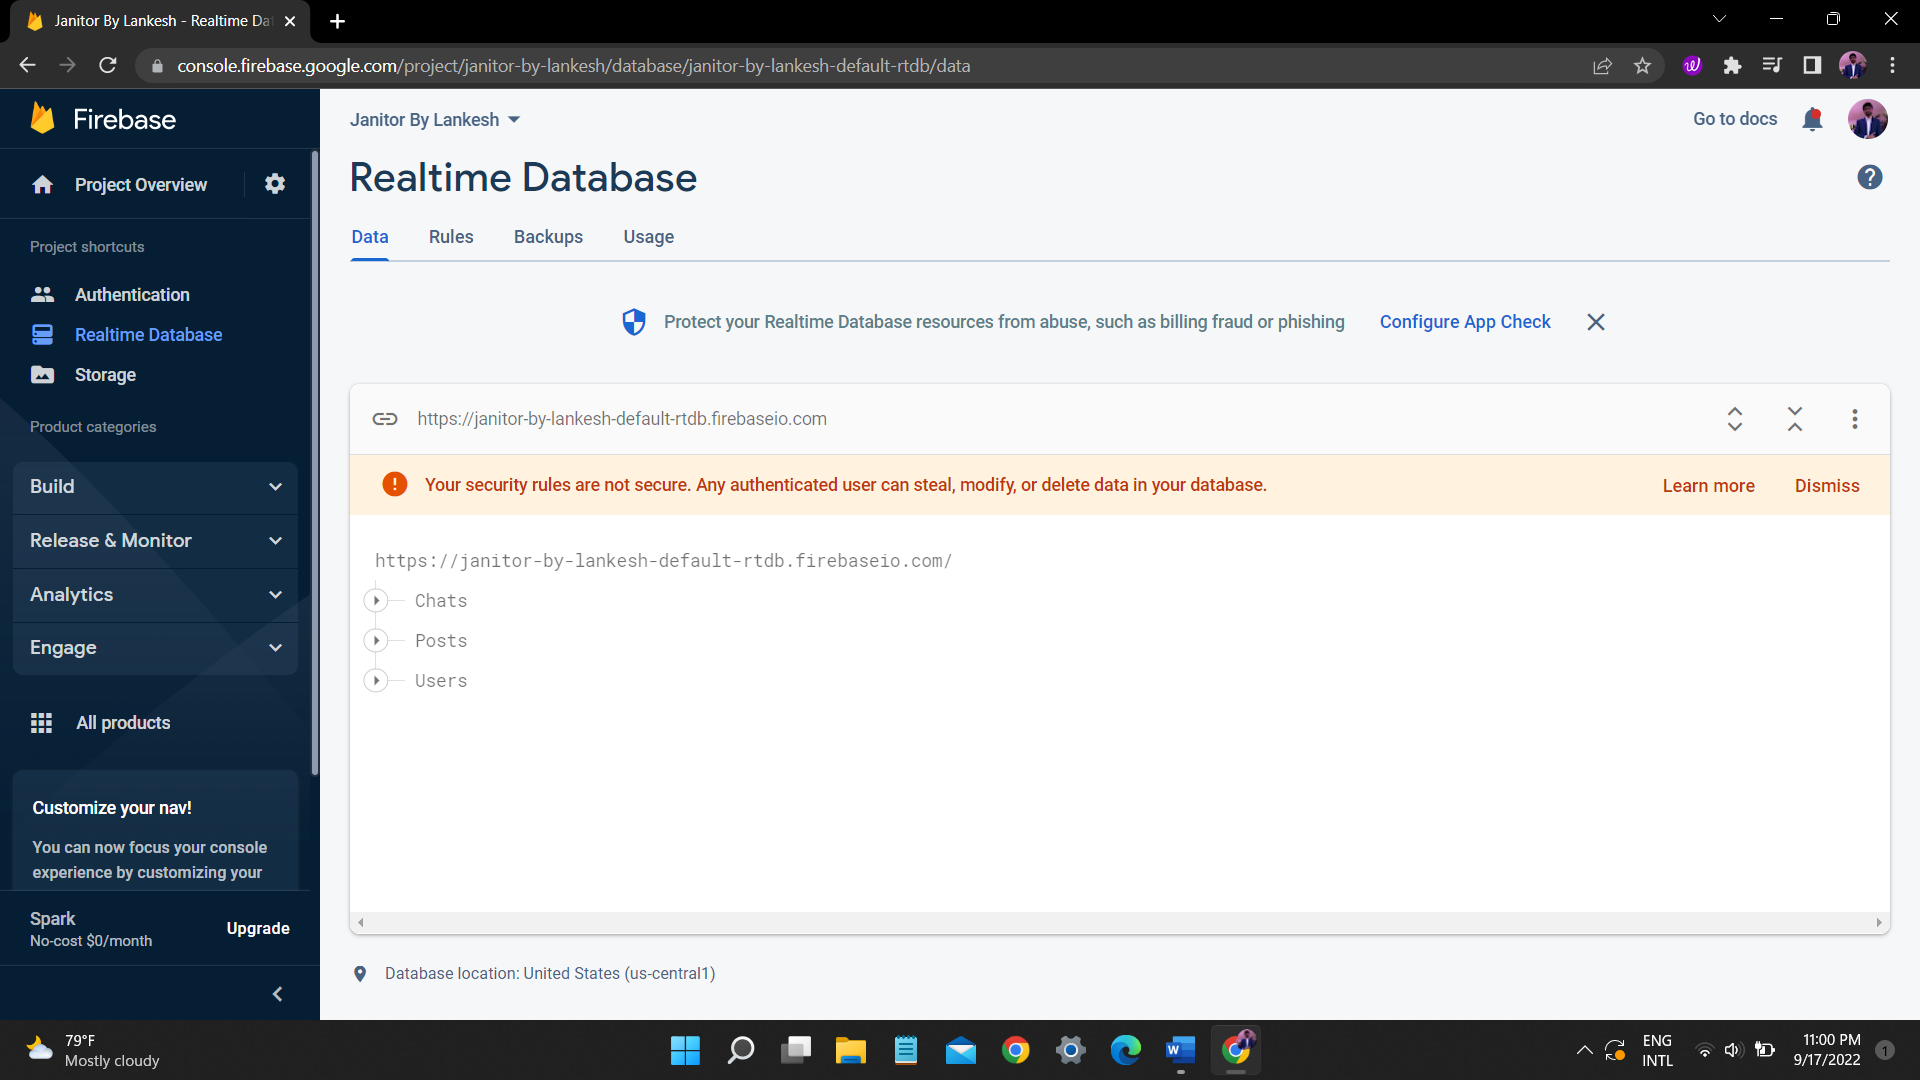 Janitor By Lankesh - Realtime Da
console.firebase.google.com/project/janitor-by-lankesh/database/janitor-by-lankesh-default-rtdb/data
Firebase
Project Overview
Project shortcuts
Authentication
Realtime Database
Storage
Product categories
Build
Release & Monitor
Analytics
Engage
All products
Customize your nav!
You can now focus your console
experience by customizing your
Spark
No-cost $0/month
Upgrade
Janitor By Lankesh
Go to docs
Realtime Database
Data
Rules
Backups
Usage
Protect your Realtime Database resources from abuse, such as billing fraud or phishing
Configure App Check
https://janitor-by-lankesh-default-rtdb.firebaseio.com
Your security rules are not secure. Any authenticated user can steal, modify, or delete data in your database.
Learn more
Dismiss
https://janitor-by-lankesh-default-rtdb.firebaseio.com/
Chats
Posts
Users
Database location: United States (us-central1)
79°F
Mostly cloudy
ENG
INTL
11:00 PM
9/17/2022
1